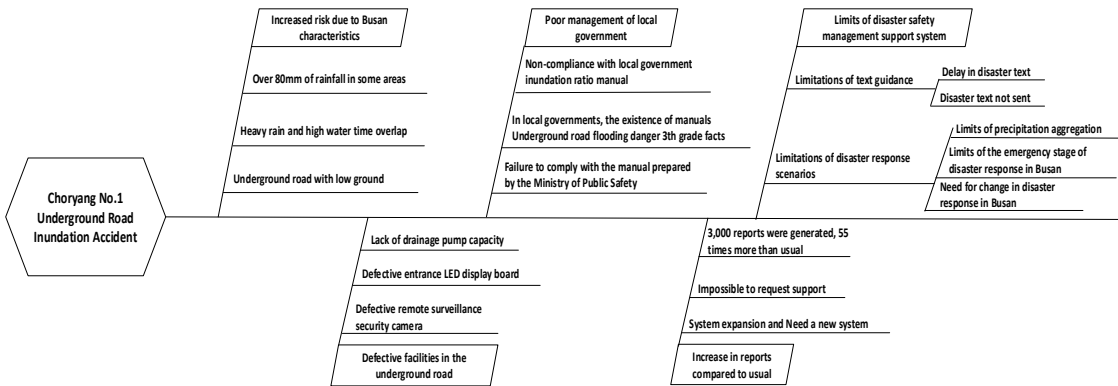 Increased risk due to Busan
characteristics
Over 80mm of rainfall in some areas
Heavy rain and high water time overlap
Underground road with low ground
Poor management of local
government
Non-compliance with local government
inundation ratio manual
In local governments, the existence of manuals
Underground road flooding danger 3th grade facts
Failure to comply with the manual prepared
by the Ministry of Public Safety
Limits of disaster safety
management support system
Limitations of text guidance
Delay in disaster text
Disaster text not sent
Limitations of disaster response
scenarios
Limits of precipitation aggregation
Limits of the emergency stage of
disaster response in Busan
Need for change in disaster
response in Busan
Choryang No.1
Underground Road
Inundation Accident
Lack of drainage pump capacity
Defective entrance LED display board
Defective remote surveillance
security camera
Defective facilities in the
underground road
3,000 reports were generated, 55
times more than usual
Impossible to request support
System expansion and Need a new system
Increase in reports
compared to usual